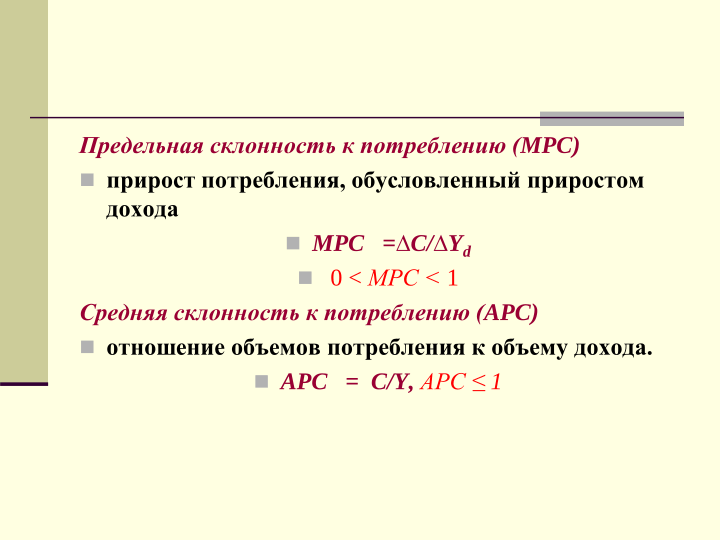 Предельная склонность к потреблению (MPC)
прирост потребления, обусловленный приростом
дохода
MPC =∆C/∆Yd
0 < MPC < 1
Средняя склонность к потреблению (APC)
отношение объемов потребления к объему дохода.
APC = C/Y, APC ≤ 1